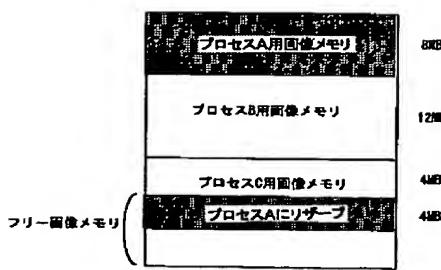 プロセスA用画像メモリ
8MB
プロセスB用画像メモリ
12MB
プロセスC用画像メモリ
4MB
プロセスAにリザーブ
4MB
フリー画像メモリ